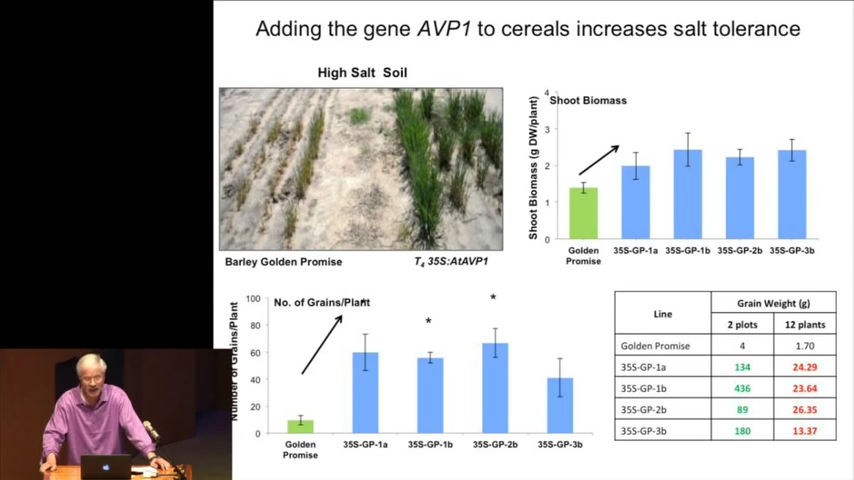 Adding the gene AVP1 to cereals increases salt tolerance
High Salt Soil
Barley Golden Promise
T4 35S:AtAVP1
Shoot Biomass
Shoot Biomass (g DW/plant)
4
3
2
1
0
Golden
Promise
35S-GP-1a
35S-GP-1b
35S-GP-2b
35S-GP-3b
No. of Grains/Plant
Number of Grains/Plant
100
80
60
40
20
0
* * *
Golden
Promise
35S-GP-1a
35S-GP-1b
35S-GP-2b
35S-GP-3b
Line Grain Weight (g)
2 plots 12 plants
Golden Promise 4 1.70
35S-GP-1a 134 24.29
35S-GP-1b 436 23.64
35S-GP-2b 89 26.35
35S-GP-3b 180 13.37